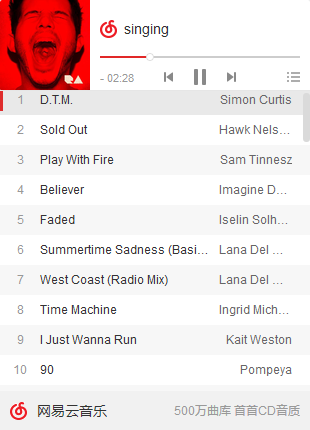 singing
- 02:28
1 D.T.M. Simon Curtis
2 Sold Out Hawk Nels...
3 Play With Fire Sam Tinnesz
4 Believer Imagine D...
5 Faded Iselin Solh...
6 Summertime Sadness (Basi... Lana Del ...
7 West Coast (Radio Mix) Lana Del ...
8 Time Machine Ingrid Mich...
9 I Just Wanna Run Kait Weston
10 90 Pompeya
网易云音乐 500万曲库 首首CD音质